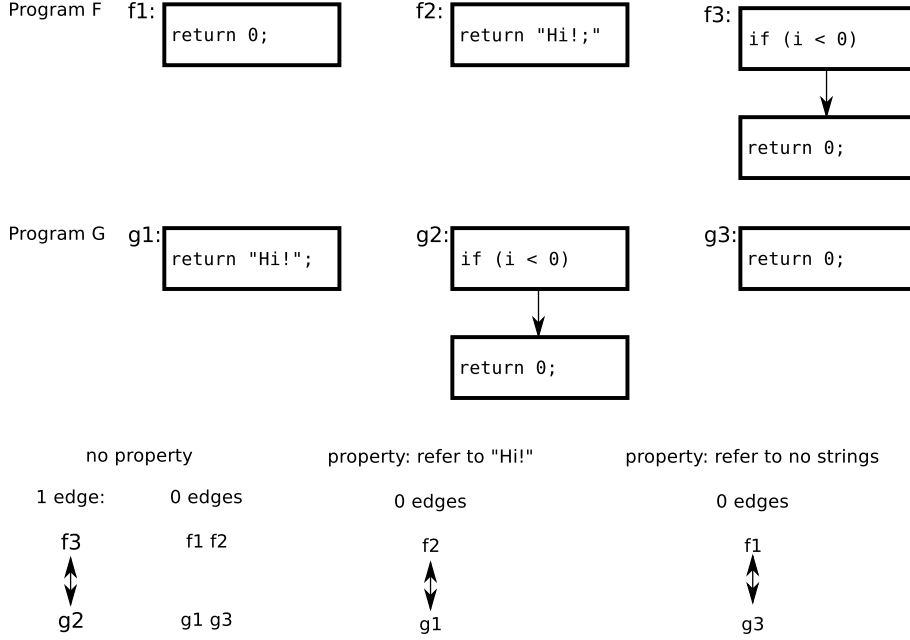 Program F
f1:
return 0;
f2:
return "Hi!;"
f3:
if (i < 0)
return 0;
Program G
g1:
return "Hi!";
g2:
if (i < 0)
return 0;
g3:
return 0;
no property
property: refer to "Hi!"
property: refer to no strings
1 edge:
0 edges
0 edges
0 edges
f3
f1 f2
f2
f1
g2
g1 g3
g1
g3